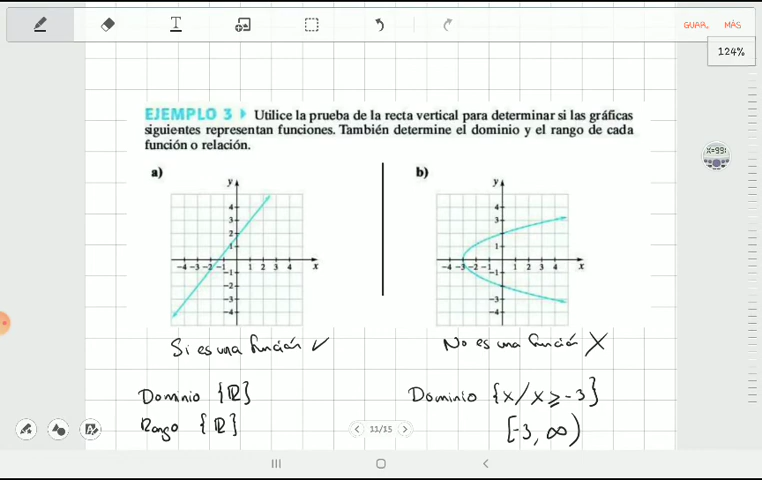 T
GUAR. MÁS
124%
EJEMPLO 3 Utilice la prueba de la recta vertical para determinar si las gráficas
siguientes representan funciones. También determine el dominio y el rango de cada
función o relación.
a)
b)
y
4
3
2
1
-4 -3 -2 -1 1 2 3 4 x
-1
-2
-3
-4
y
4
3
2
1
-4 -3 -2 -1 1 2 3 4 x
-1
-2
-3
-4
Si es una función ✓
No es una función X
Dominio {ℝ}
Rango {ℝ}
Dominio {x/x ≥ -3}
[-3, ∞)
11/15